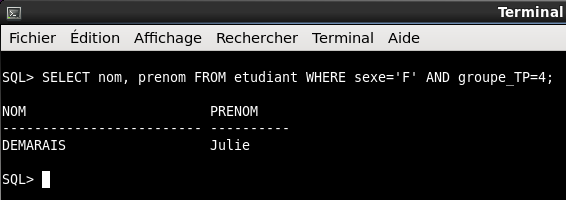 Terminal
Fichier Édition Affichage Rechercher Terminal Aide
SQL> SELECT nom, prenom FROM etudiant WHERE sexe='F' AND groupe_TP=4;
NOM PRENOM
------------------------- ----------
DEMARAIS Julie
SQL>